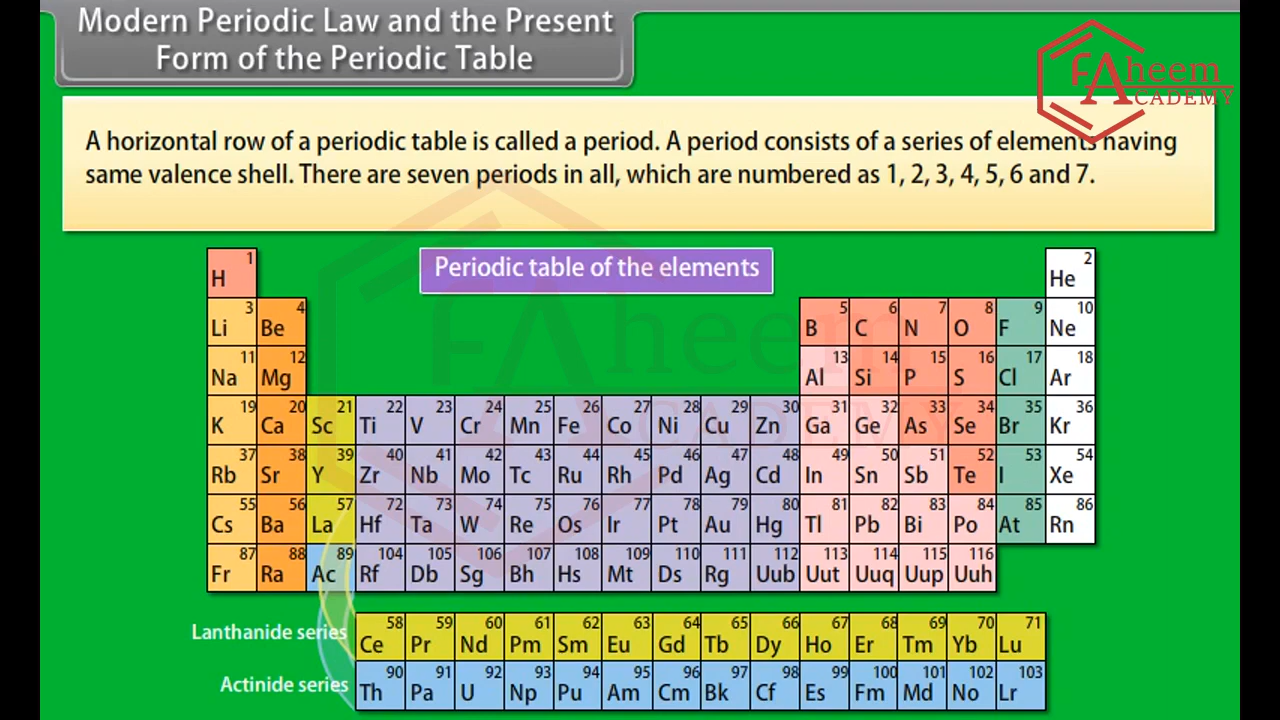 Modern Periodic Law and the Present
Form of the Periodic Table
FAheem
ACADEMY
A horizontal row of a periodic table is called a period. A period consists of a series of elements having
same valence shell. There are seven periods in all, which are numbered as 1, 2, 3, 4, 5, 6 and 7.
Periodic table of the elements
1 2
H He
3 4 5 6 7 8 9 10
Li Be B C N O F Ne
11 12 13 14 15 16 17 18
Na Mg Al Si P S Cl Ar
19 20 21 22 23 24 25 26 27 28 29 30 31 32 33 34 35 36
K Ca Sc Ti V Cr Mn Fe Co Ni Cu Zn Ga Ge As Se Br Kr
37 38 39 40 41 42 43 44 45 46 47 48 49 50 51 52 53 54
Rb Sr Y Zr Nb Mo Tc Ru Rh Pd Ag Cd In Sn Sb Te I Xe
55 56 57 72 73 74 75 76 77 78 79 80 81 82 83 84 85 86
Cs Ba La Hf Ta W Re Os Ir Pt Au Hg Tl Pb Bi Po At Rn
87 88 89 104 105 106 107 108 109 110 111 112 113 114 115 116
Fr Ra Ac Rf Db Sg Bh Hs Mt Ds Rg Uub Uut Uuq Uup Uuh
58 59 60 61 62 63 64 65 66 67 68 69 70 71
Lanthanide series Ce Pr Nd Pm Sm Eu Gd Tb Dy Ho Er Tm Yb Lu
90 91 92 93 94 95 96 97 98 99 100 101 102 103
Actinide series Th Pa U Np Pu Am Cm Bk Cf Es Fm Md No Lr